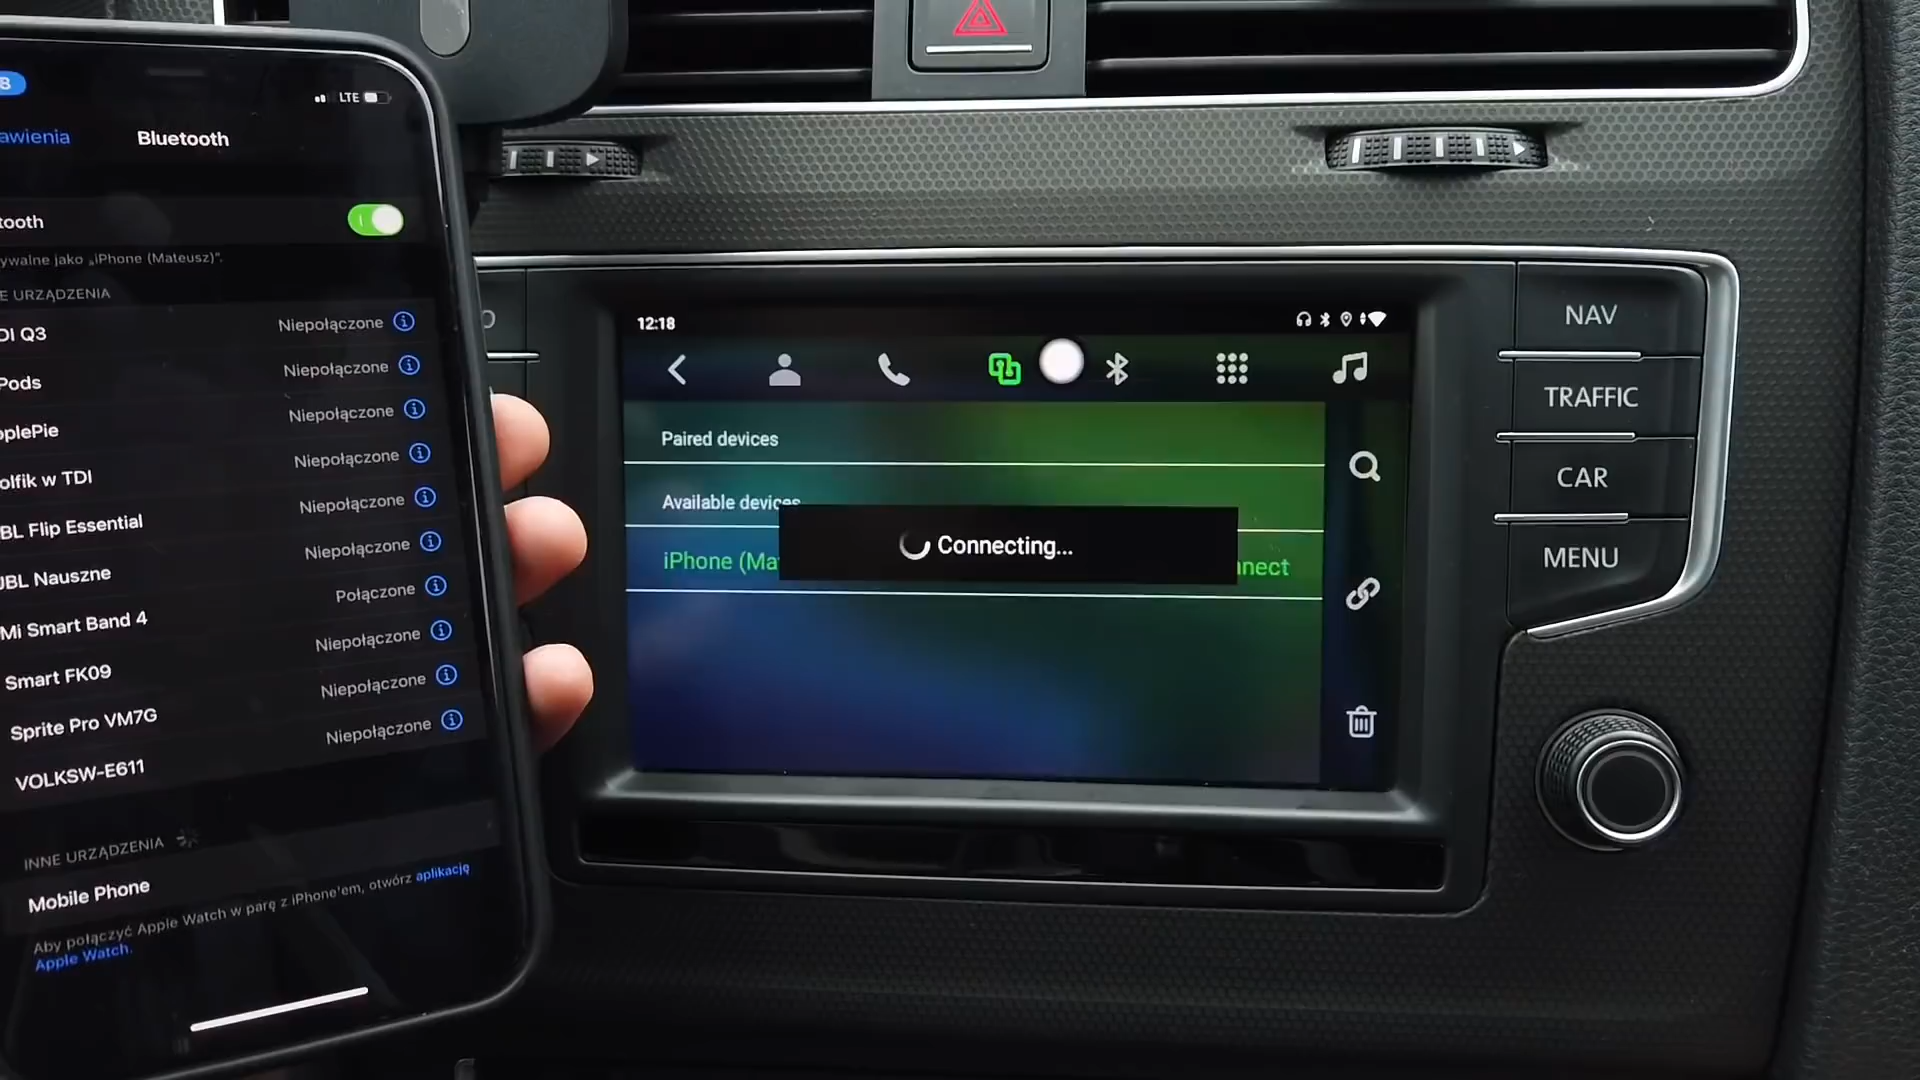 8
LTE
awienia
Bluetooth
tooth
ywalne jako „iPhone (Mateusz)".
E URZĄDZENIA
DI Q3
Niepołączone
Pods
Niepołączone
pplePie
Niepołączone
olfik w TDI
Niepołączone
BL Flip Essential
Niepołączone
JBL Nauszne
Niepołączone
Mi Smart Band 4
Połączone
Smart FK09
Niepołączone
Sprite Pro VM7G
Niepołączone
VOLKSW-E611
Niepołączone
INNE URZĄDZENIA
Mobile Phone
Aby połączyć Apple Watch w parę z iPhone'em, otwórz aplikację
Apple Watch.
12:18
Paired devices
Available devices
iPhone (Ma
nnect
Connecting...
NAV
TRAFFIC
CAR
MENU